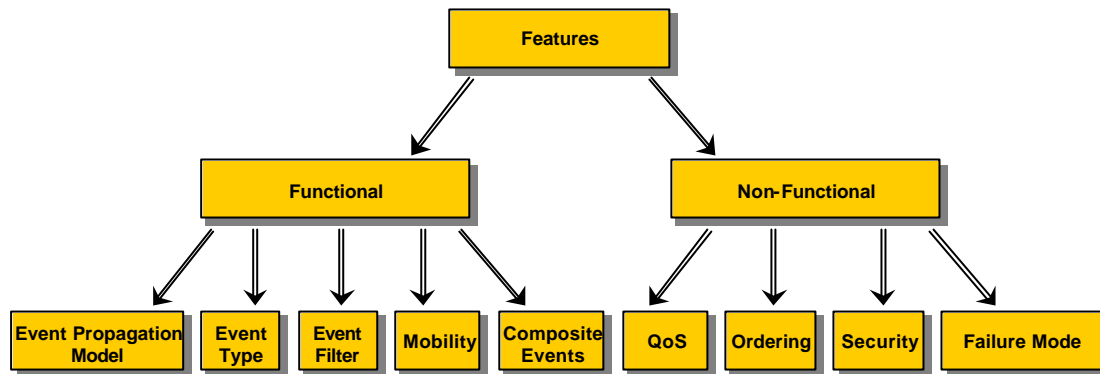 Features
Functional
Non-Functional
Event Propagation
Model
Event
Type
Event
Filter
Mobility
Composite
Events
QoS
Ordering
Security
Failure Mode